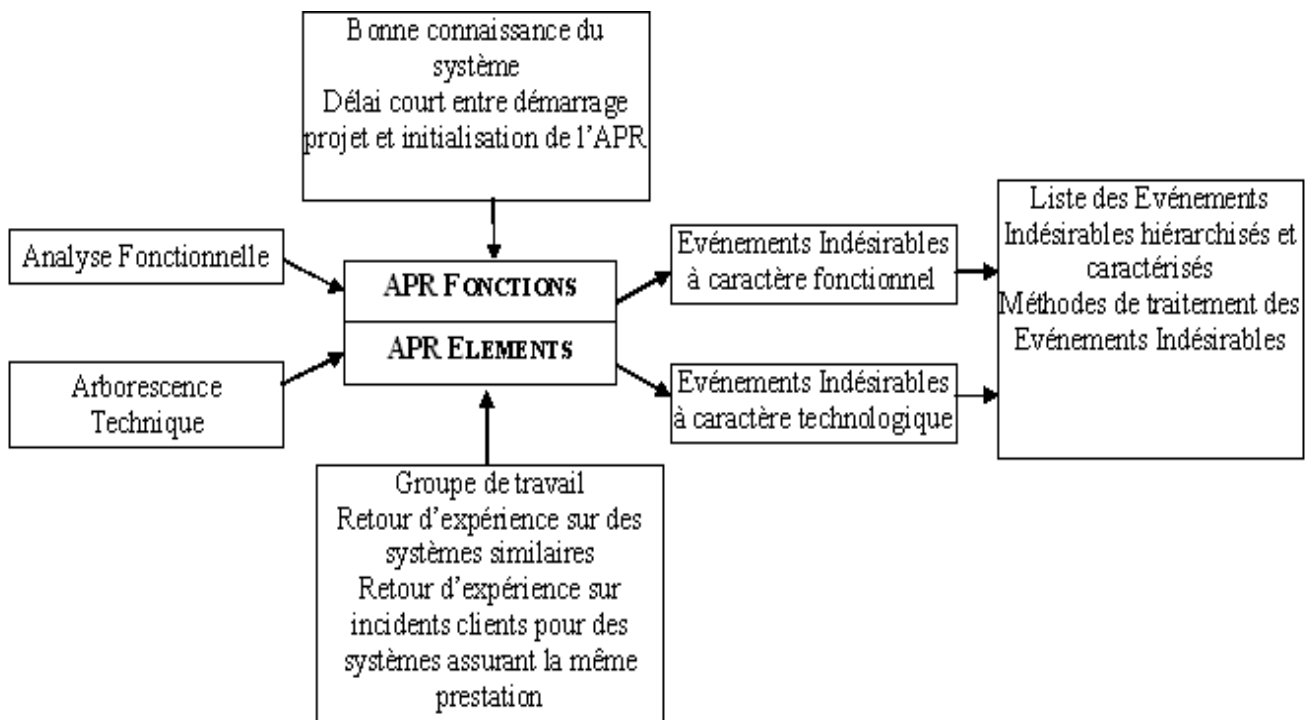 Bonne connaissance du
système
Délai court entre démarrage
projet et initialisation de l'APR
Analyse Fonctionnelle
Arborescence
Technique
APR FONCTIONS
APR ELEMENTS
Groupe de travail
Retour d'expérience sur des
systèmes similaires
Retour d'expérience sur
incidents clients pour des
systèmes assurant la même
prestation
Evénements Indésirables
à caractère fonctionnel
Evénements Indésirables
à caractère technologique
Liste des Evénements
Indésirables hiérarchisés et
caractérisés
Méthodes de traitement des
Evénements Indésirables